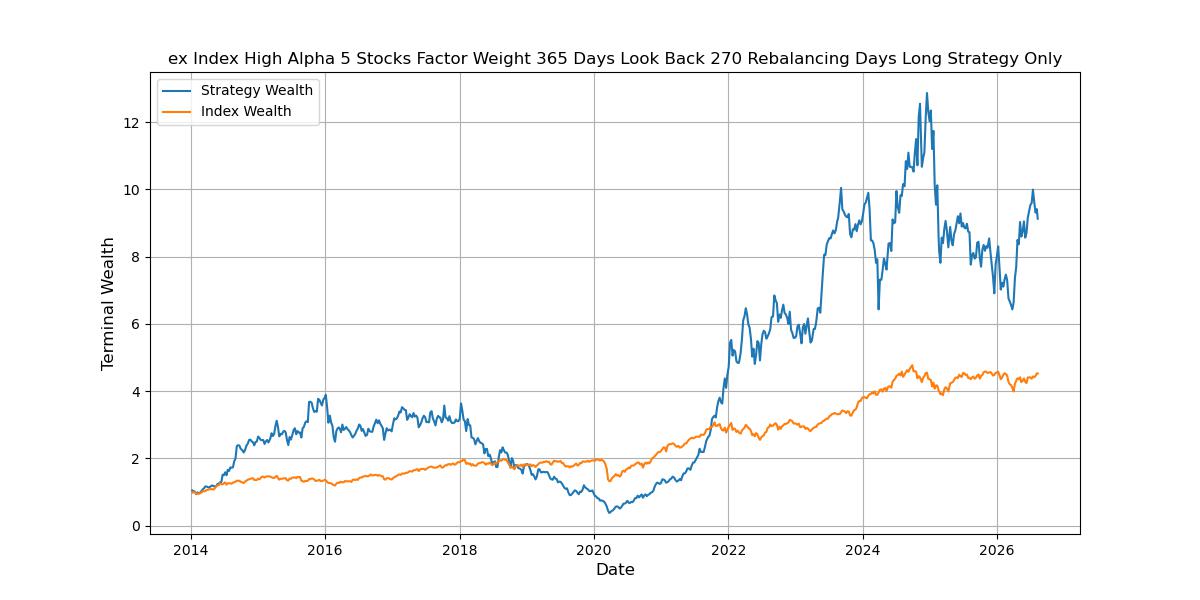 ex Index High Alpha 5 Stocks Factor Weight 365 Days Look Back 270 Rebalancing Days Long Strategy Only
Strategy Wealth
Index Wealth
Terminal Wealth
12
10
8
6
4
2
0
2014 2016 2018 2020 2022 2024 2026
Date